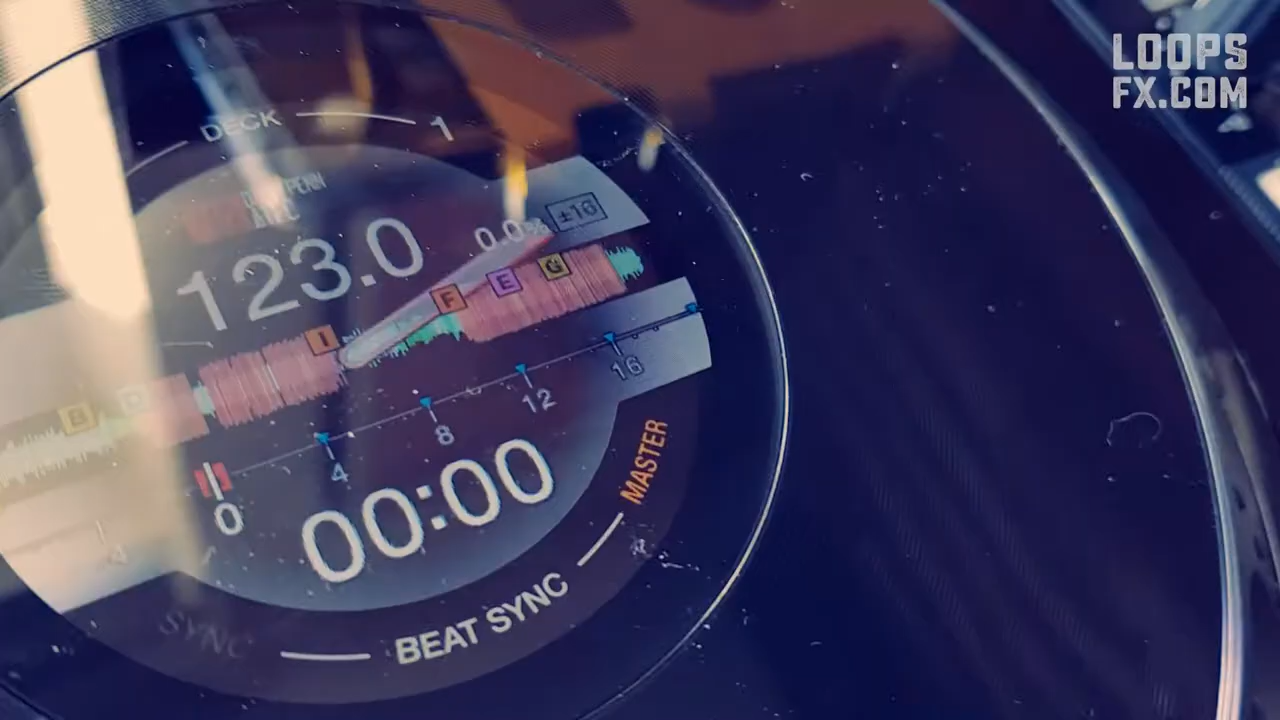 LOOPS
FX.COM
DECK 1
123.0
0.0%
±16
I
F
E
G
0
4
8
12
16
00:00
MASTER
SYNC
BEAT SYNC